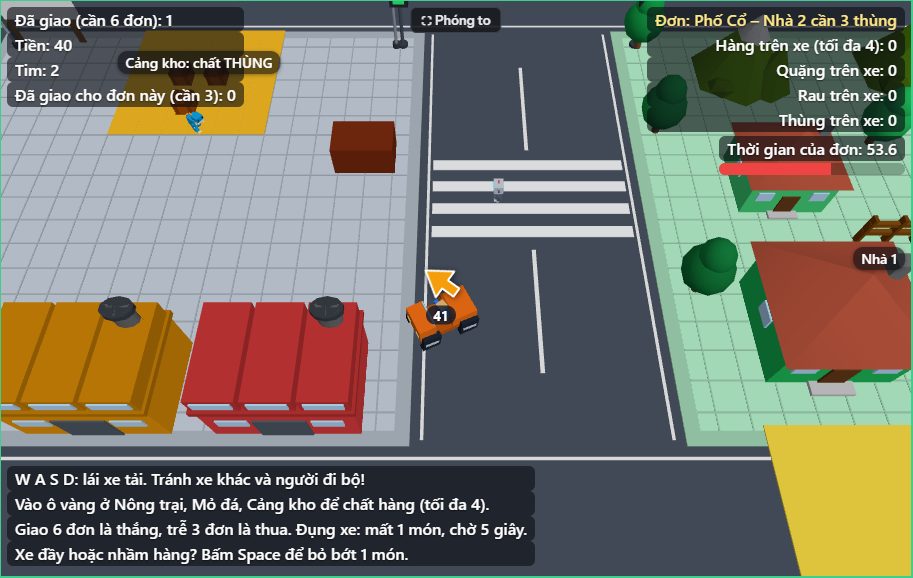 Đã giao (cần 6 đơn): 1
Tiền: 40
Tim: 2
Đã giao cho đơn này (cần 3): 0
Cảng kho: chất THÙNG
Phóng to
Đơn: Phố Cổ – Nhà 2 cần 3 thùng
Hàng trên xe (tối đa 4): 0
Quặng trên xe: 0
Rau trên xe: 0
Thùng trên xe: 0
Thời gian của đơn: 53.6
Nhà 1
41
W A S D: lái xe tải. Tránh xe khác và người đi bộ!
Vào ô vàng ở Nông trại, Mỏ đá, Cảng kho để chất hàng (tối đa 4).
Giao 6 đơn là thắng, trễ 3 đơn là thua. Đụng xe: mất 1 món, chờ 5 giây.
Xe đầy hoặc nhầm hàng? Bấm Space để bỏ bớt 1 món.